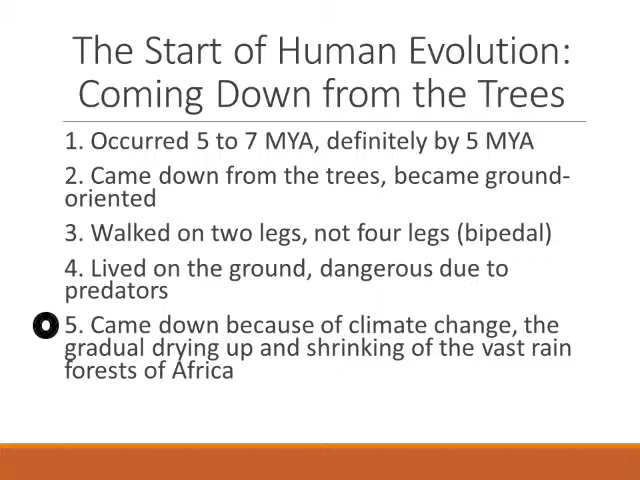 The Start of Human Evolution:
Coming Down from the Trees
1. Occurred 5 to 7 MYA, definitely by 5 MYA
2. Came down from the trees, became ground-
oriented
3. Walked on two legs, not four legs (bipedal)
4. Lived on the ground, dangerous due to
predators
5. Came down because of climate change, the
gradual drying up and shrinking of the vast rain
forests of Africa